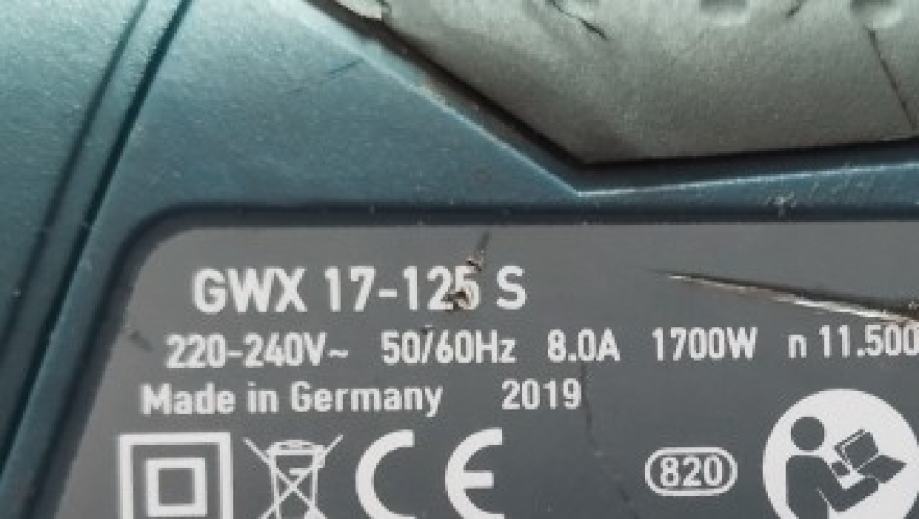 GWX 17-125 S
220-240V~ 50/60Hz 8.0A 1700W n 11.500
Made in Germany 2019
CE 820